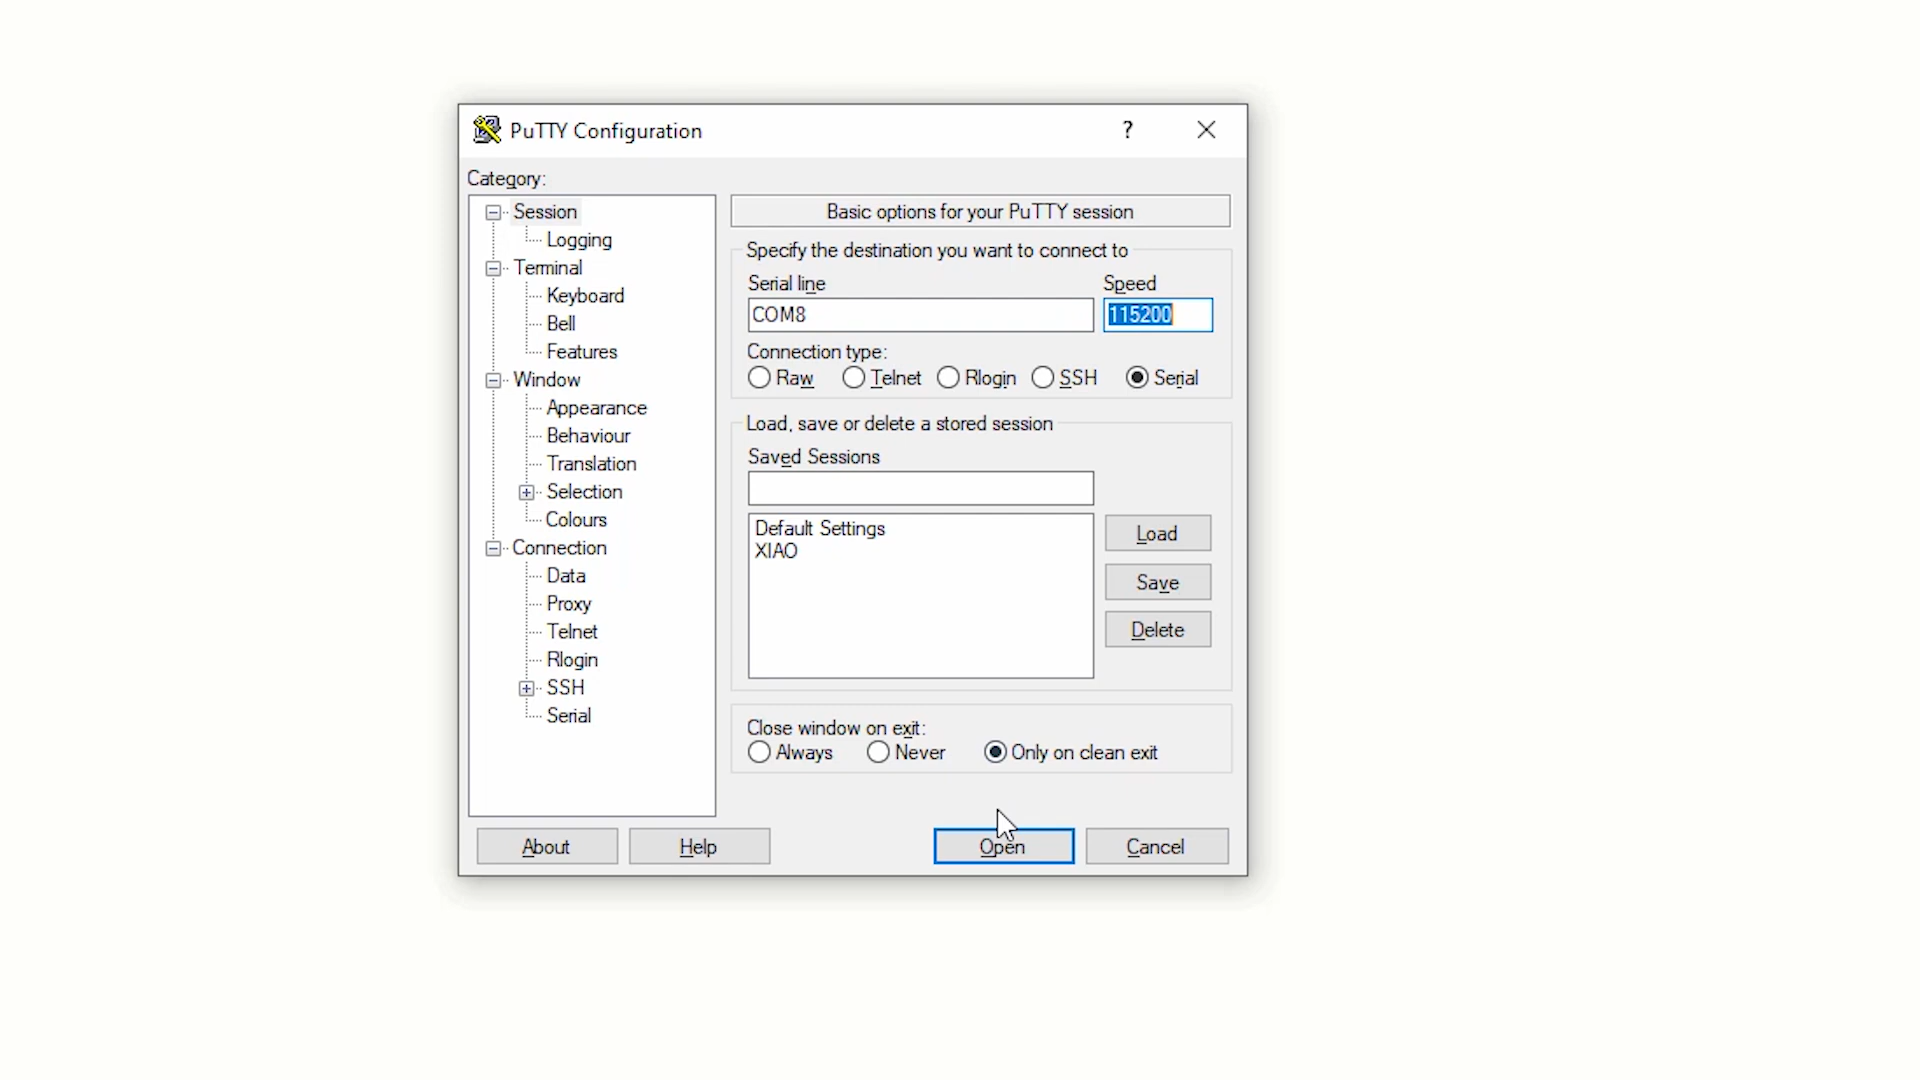 PuTTY Configuration
?
Category:
Session
Logging
Terminal
Keyboard
Bell
Features
Window
Appearance
Behaviour
Translation
Selection
Colours
Connection
Data
Proxy
Telnet
Rlogin
SSH
Serial
Basic options for your PuTTY session
Specify the destination you want to connect to
Serial line Speed
COM8 115200
Connection type:
Raw Telnet Rlogin SSH Serial
Load, save or delete a stored session
Saved Sessions
Default Settings
XIAO
Load
Save
Delete
Close window on exit:
Always Never Only on clean exit
About Help Open Cancel